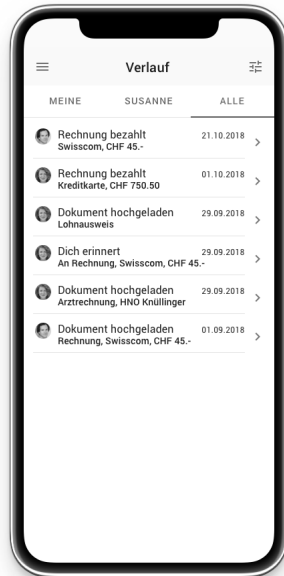 Verlauf
MEINE SUSANNE ALLE
Rechnung bezahlt 21.10.2018
Swisscom, CHF 45.-
Rechnung bezahlt 01.10.2018
Kreditkarte, CHF 750.50
Dokument hochgeladen 29.09.2018
Lohnausweis
Dich erinnert 29.09.2018
An Rechnung, Swisscom, CHF 45.-
Dokument hochgeladen 29.09.2018
Arztrechnung, HNO Knüllinger
Dokument hochgeladen 01.09.2018
Rechnung, Swisscom, CHF 45.-